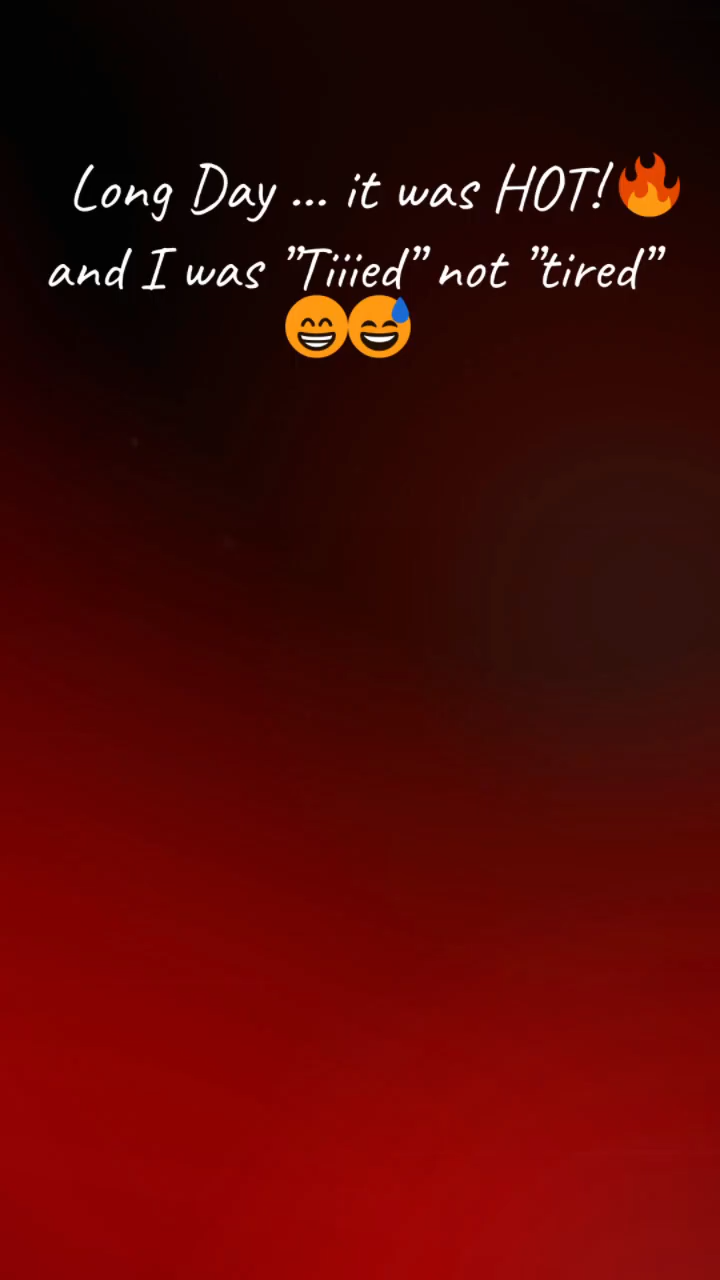 Long Day ... it was HOT!🔥
and I was ”Tiiied” not ”tired”
😁😅